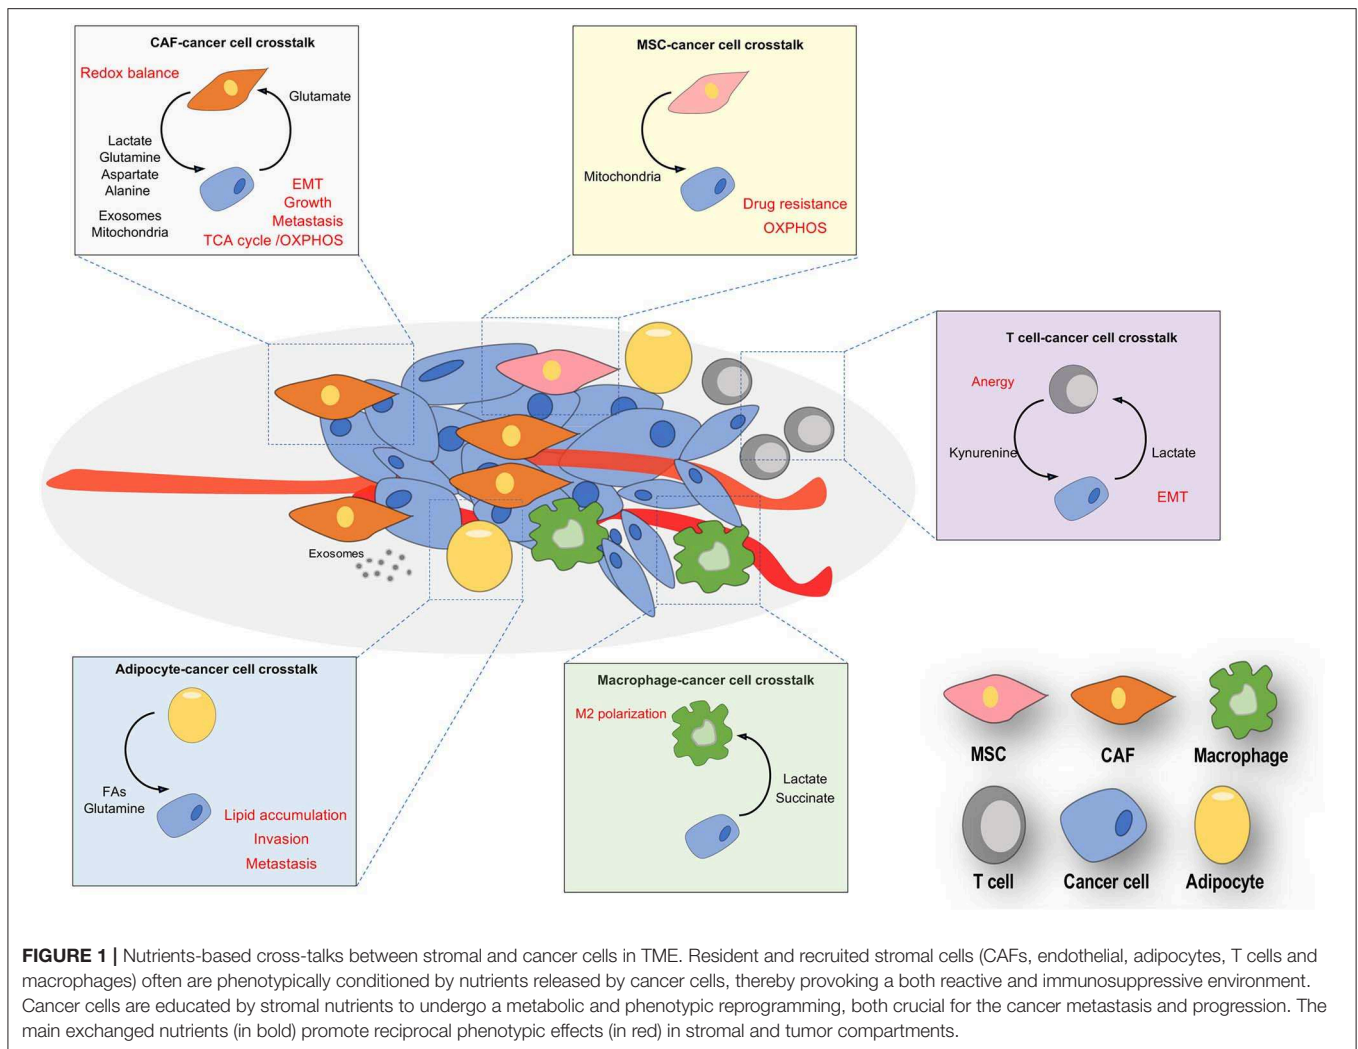 CAF-cancer cell crosstalk
Redox balance
Glutamate
Lactate
Glutamine
Aspartate
Alanine
Exosomes
Mitochondria
EMT
Growth
Metastasis
TCA cycle /OXPHOS
MSC-cancer cell crosstalk
Mitochondria
Drug resistance
OXPHOS
T cell-cancer cell crosstalk
Anergy
Kynurenine
Lactate
EMT
Exosomes
Adipocyte-cancer cell crosstalk
FAs
Glutamine
Lipid accumulation
Invasion
Metastasis
Macrophage-cancer cell crosstalk
M2 polarization
Lactate
Succinate
MSC
CAF
Macrophage
T cell
Cancer cell
Adipocyte
FIGURE 1 | Nutrients-based cross-talks between stromal and cancer cells in TME. Resident and recruited stromal cells (CAFs, endothelial, adipocytes, T cells and
macrophages) often are phenotypically conditioned by nutrients released by cancer cells, thereby provoking a both reactive and immunosuppressive environment.
Cancer cells are educated by stromal nutrients to undergo a metabolic and phenotypic reprogramming, both crucial for the cancer metastasis and progression. The
main exchanged nutrients (in bold) promote reciprocal phenotypic effects (in red) in stromal and tumor compartments.